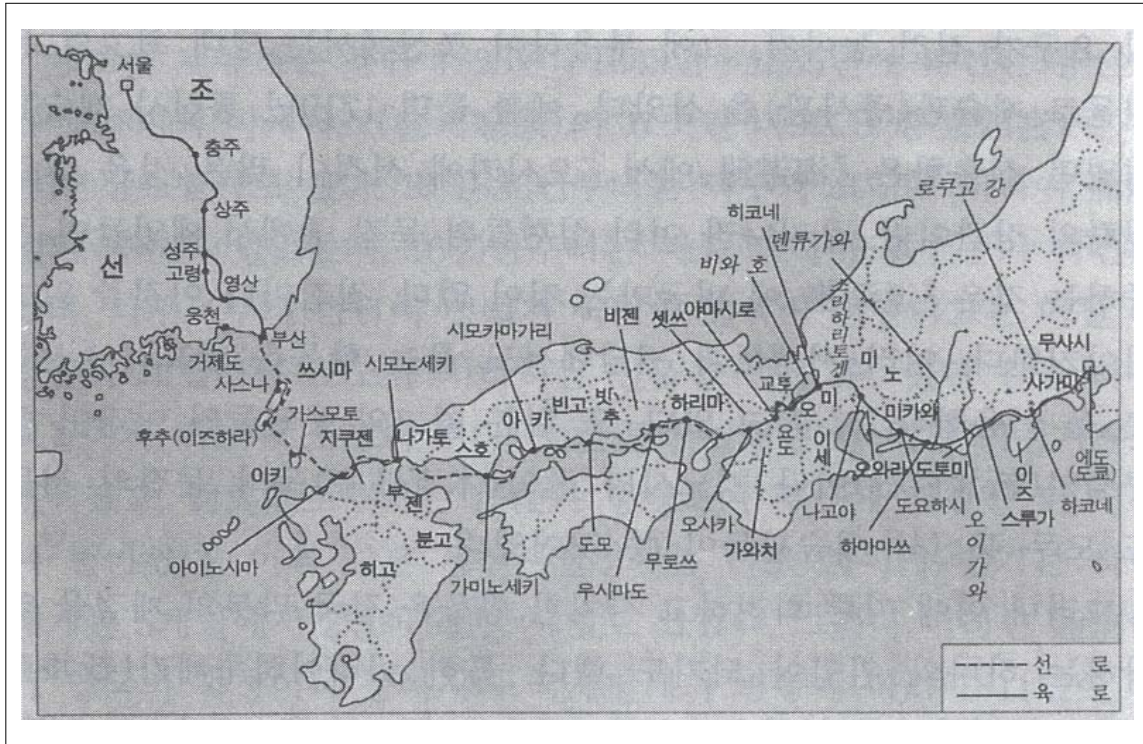 서울
조
선
충주
상주
성주
고령
영산
웅천
부산
거제도
쓰시마
사스나
가스모토
후추(이즈하라)
이키
지쿠젠
아이노시마
시모노세키
나가토
부젠
분고
히고
스호
가미노세키
시모카마가리
아카
빈고
빗추
비젠
도모
우시마도
하리마
무로쓰
셋쓰
야마시로
오사카
가와치
교토
요도
비와 호
히코네
오미
이세
스리하리토겐
미노
덴류가와
나고야
오와라
미카와
도요하시
하마마쓰
도토미
오이가와
스루가
이즈
하코네
사가미
로쿠고 강
무사시
에도
(도쿄)
선 로
육 로